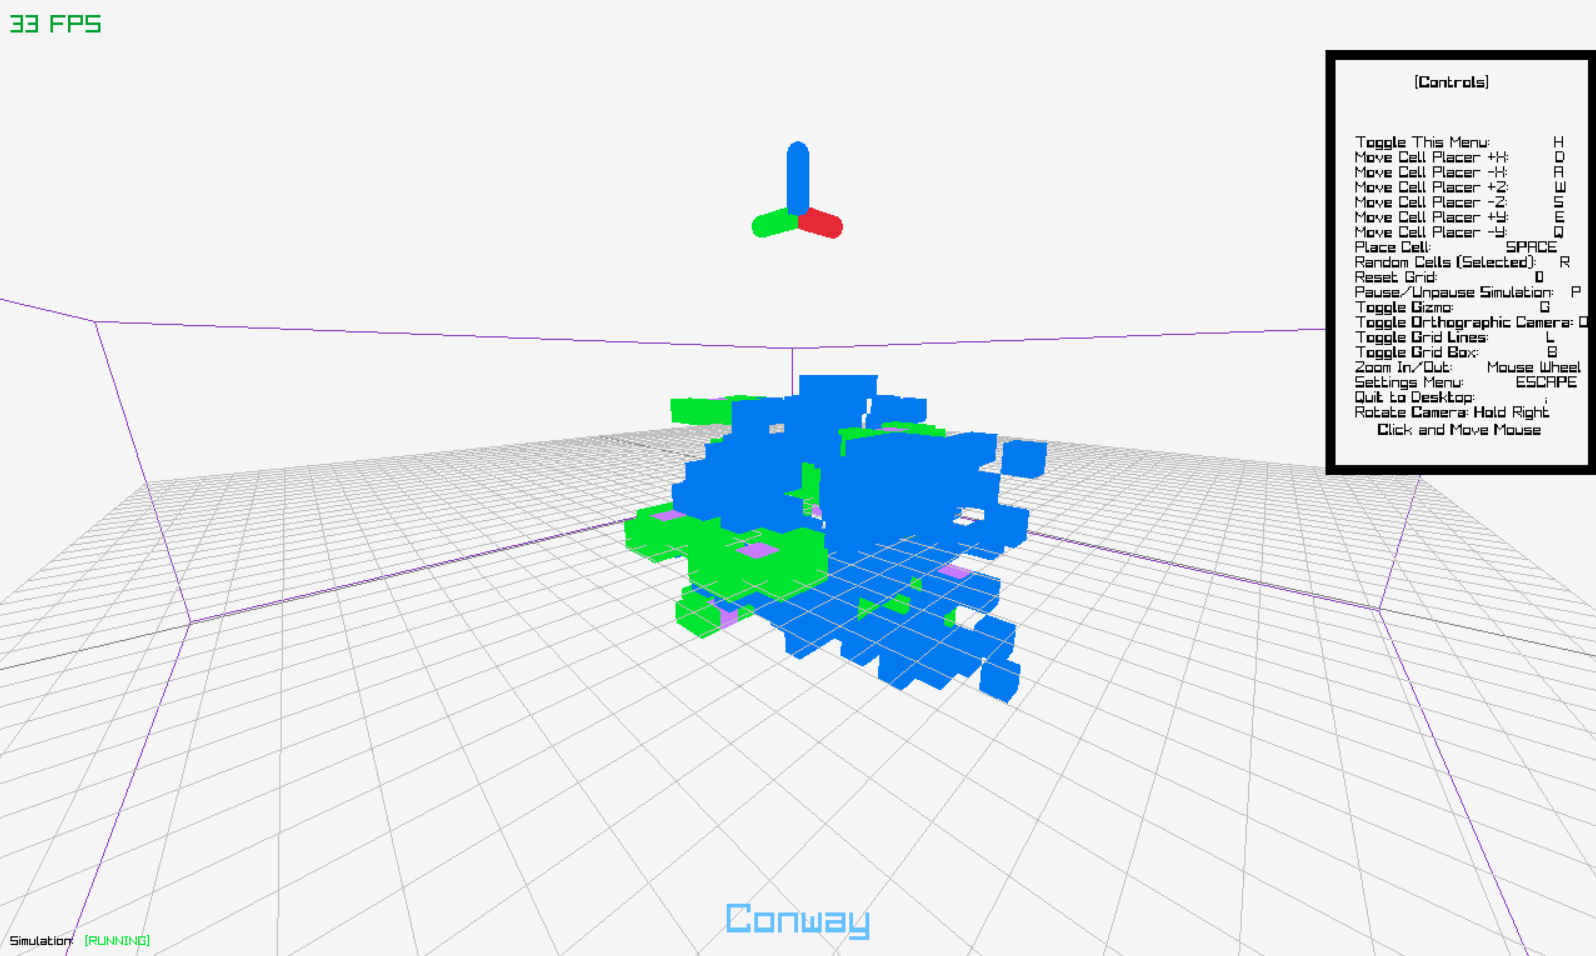 33 FPS
[Controls]
Toggle This Menu: H
Move Cell Placer +X: D
Move Cell Placer -X: A
Move Cell Placer +Z: W
Move Cell Placer -Z: S
Move Cell Placer +Y: E
Move Cell Placer -Y: Q
Place Cell: SPACE
Random Cells (Selected): R
Reset Grid: 0
Pause/Unpause Simulation: P
Toggle Gizmo: G
Toggle Orthographic Camera: O
Toggle Grid Lines: L
Toggle Grid Box: B
Zoom In/Out: Mouse Wheel
Settings Menu: ESCAPE
Quit to Desktop: ;
Rotate Camera: Hold Right
Click and Move Mouse
Conway
Simulation: [RUNNING]